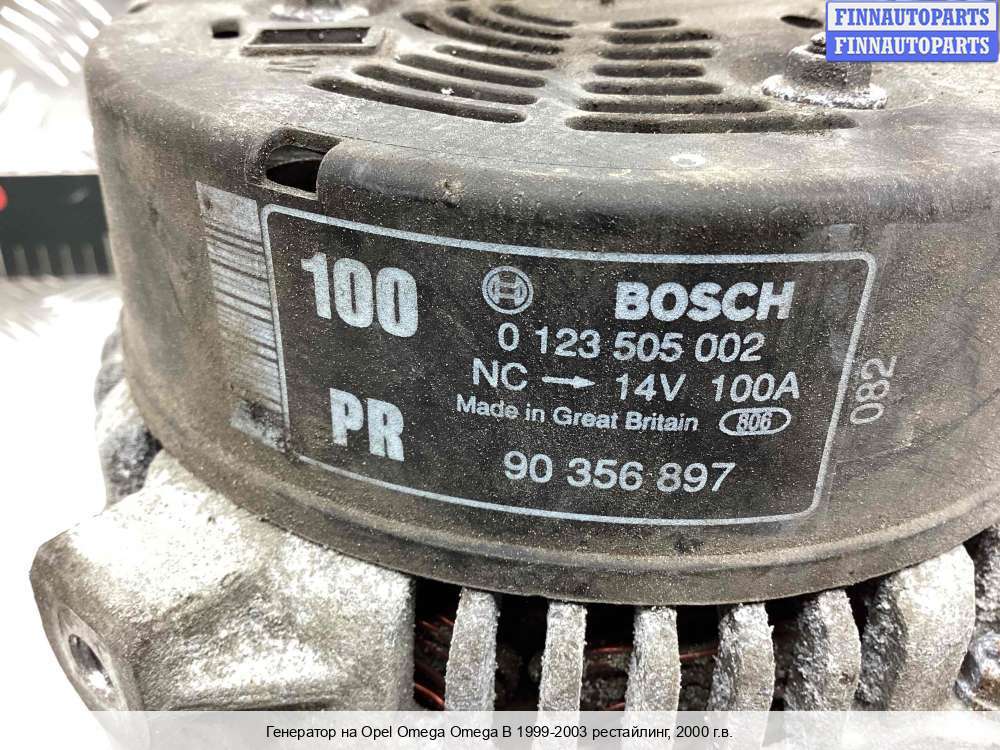 FINNAUTOPARTS
FINNAUTOPARTS
100
BOSCH
0 123 505 002
NC → 14V 100A
Made in Great Britain 806
PR
90 356 897
082
Генератор на Opel Omega Omega B 1999-2003 рестайлинг, 2000 г.в.